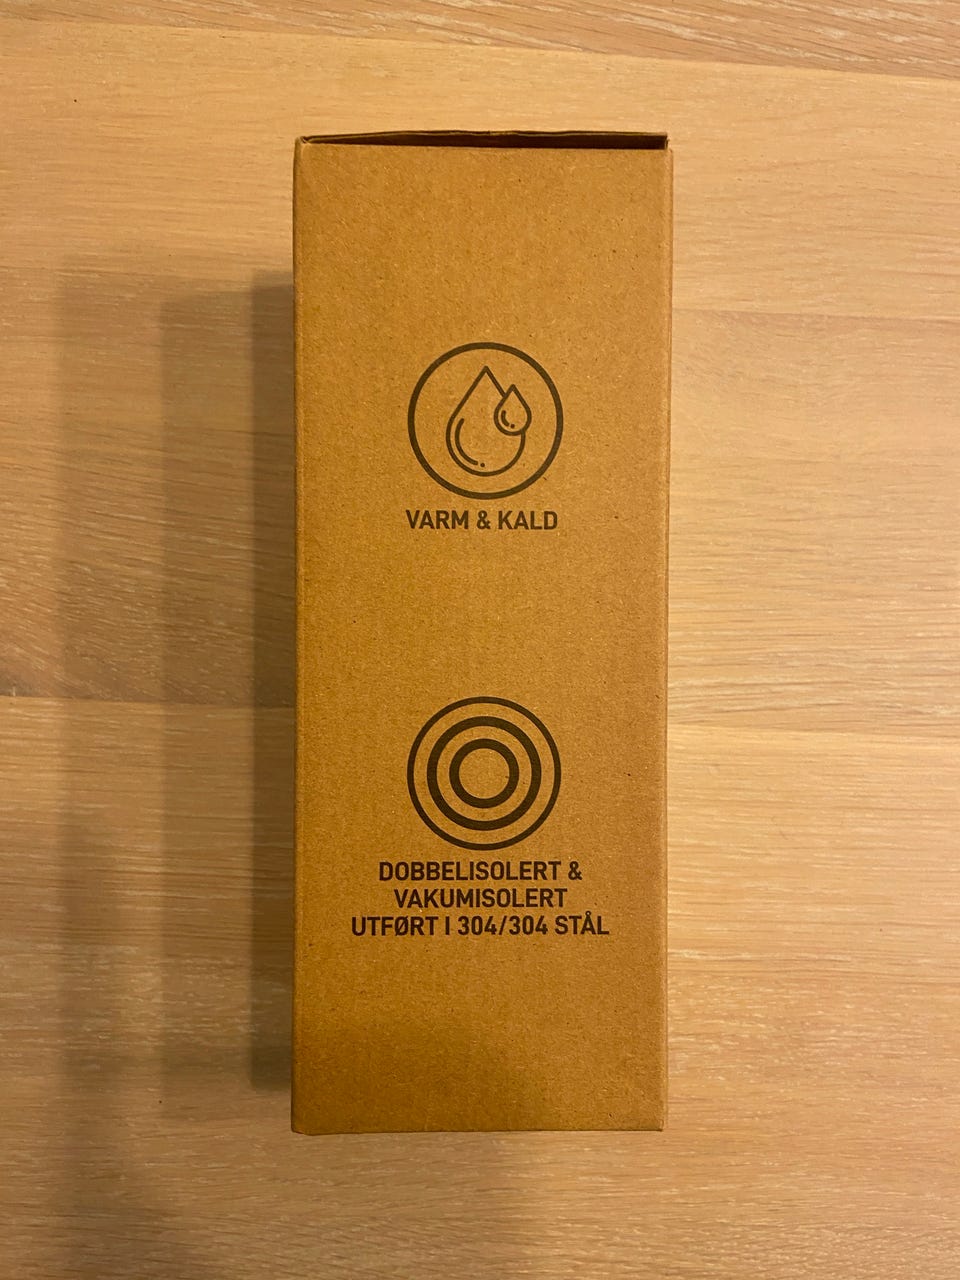 VARM & KALD
DOBBELISOLERT &
VAKUMISOLERT
UTFØRT I 304/304 STÅL